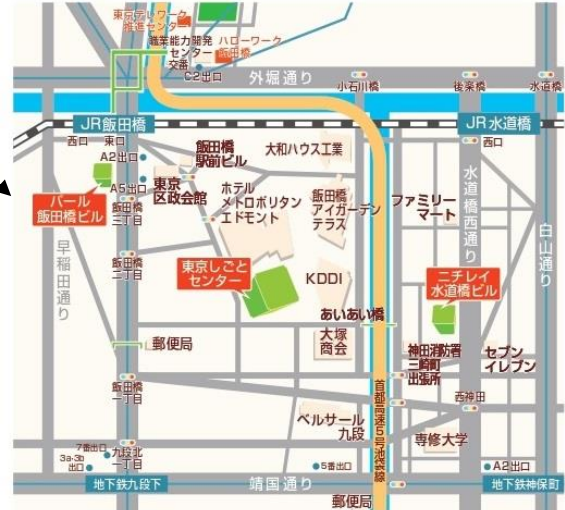 東京テレワーク
推進センター
職業能力開発
センター
ハローワーク
飯田橋
交番
C2出口
外堀通り
小石川橋
後楽橋
水道橋
JR飯田橋
JR水道橋
西口
東口
西口
A2出口
飯田橋
駅前ビル
大和ハウス工業
A5出口
東京
区政会館
ホテル
メトロポリタン
エドモント
飯田橋
アイガーデン
テラス
ファミリー
マート
水道橋西通り
白山通り
パール
飯田橋ビル
飯田橋
三丁目
早稲田通り
飯田橋
二丁目
東京しごと
センター
KDDI
ニチレイ
水道橋ビル
あいあい橋
郵便局
大塚
商会
神田消防署
三崎町
出張所
セブン
イレブン
飯田橋
一丁目
首都高速5号池袋線
西神田
ベルサール
九段
専修大学
7番出口
3a・3b
出口
九段北
一丁目
5番出口
A2出口
地下鉄九段下
靖国通り
地下鉄神保町
郵便局